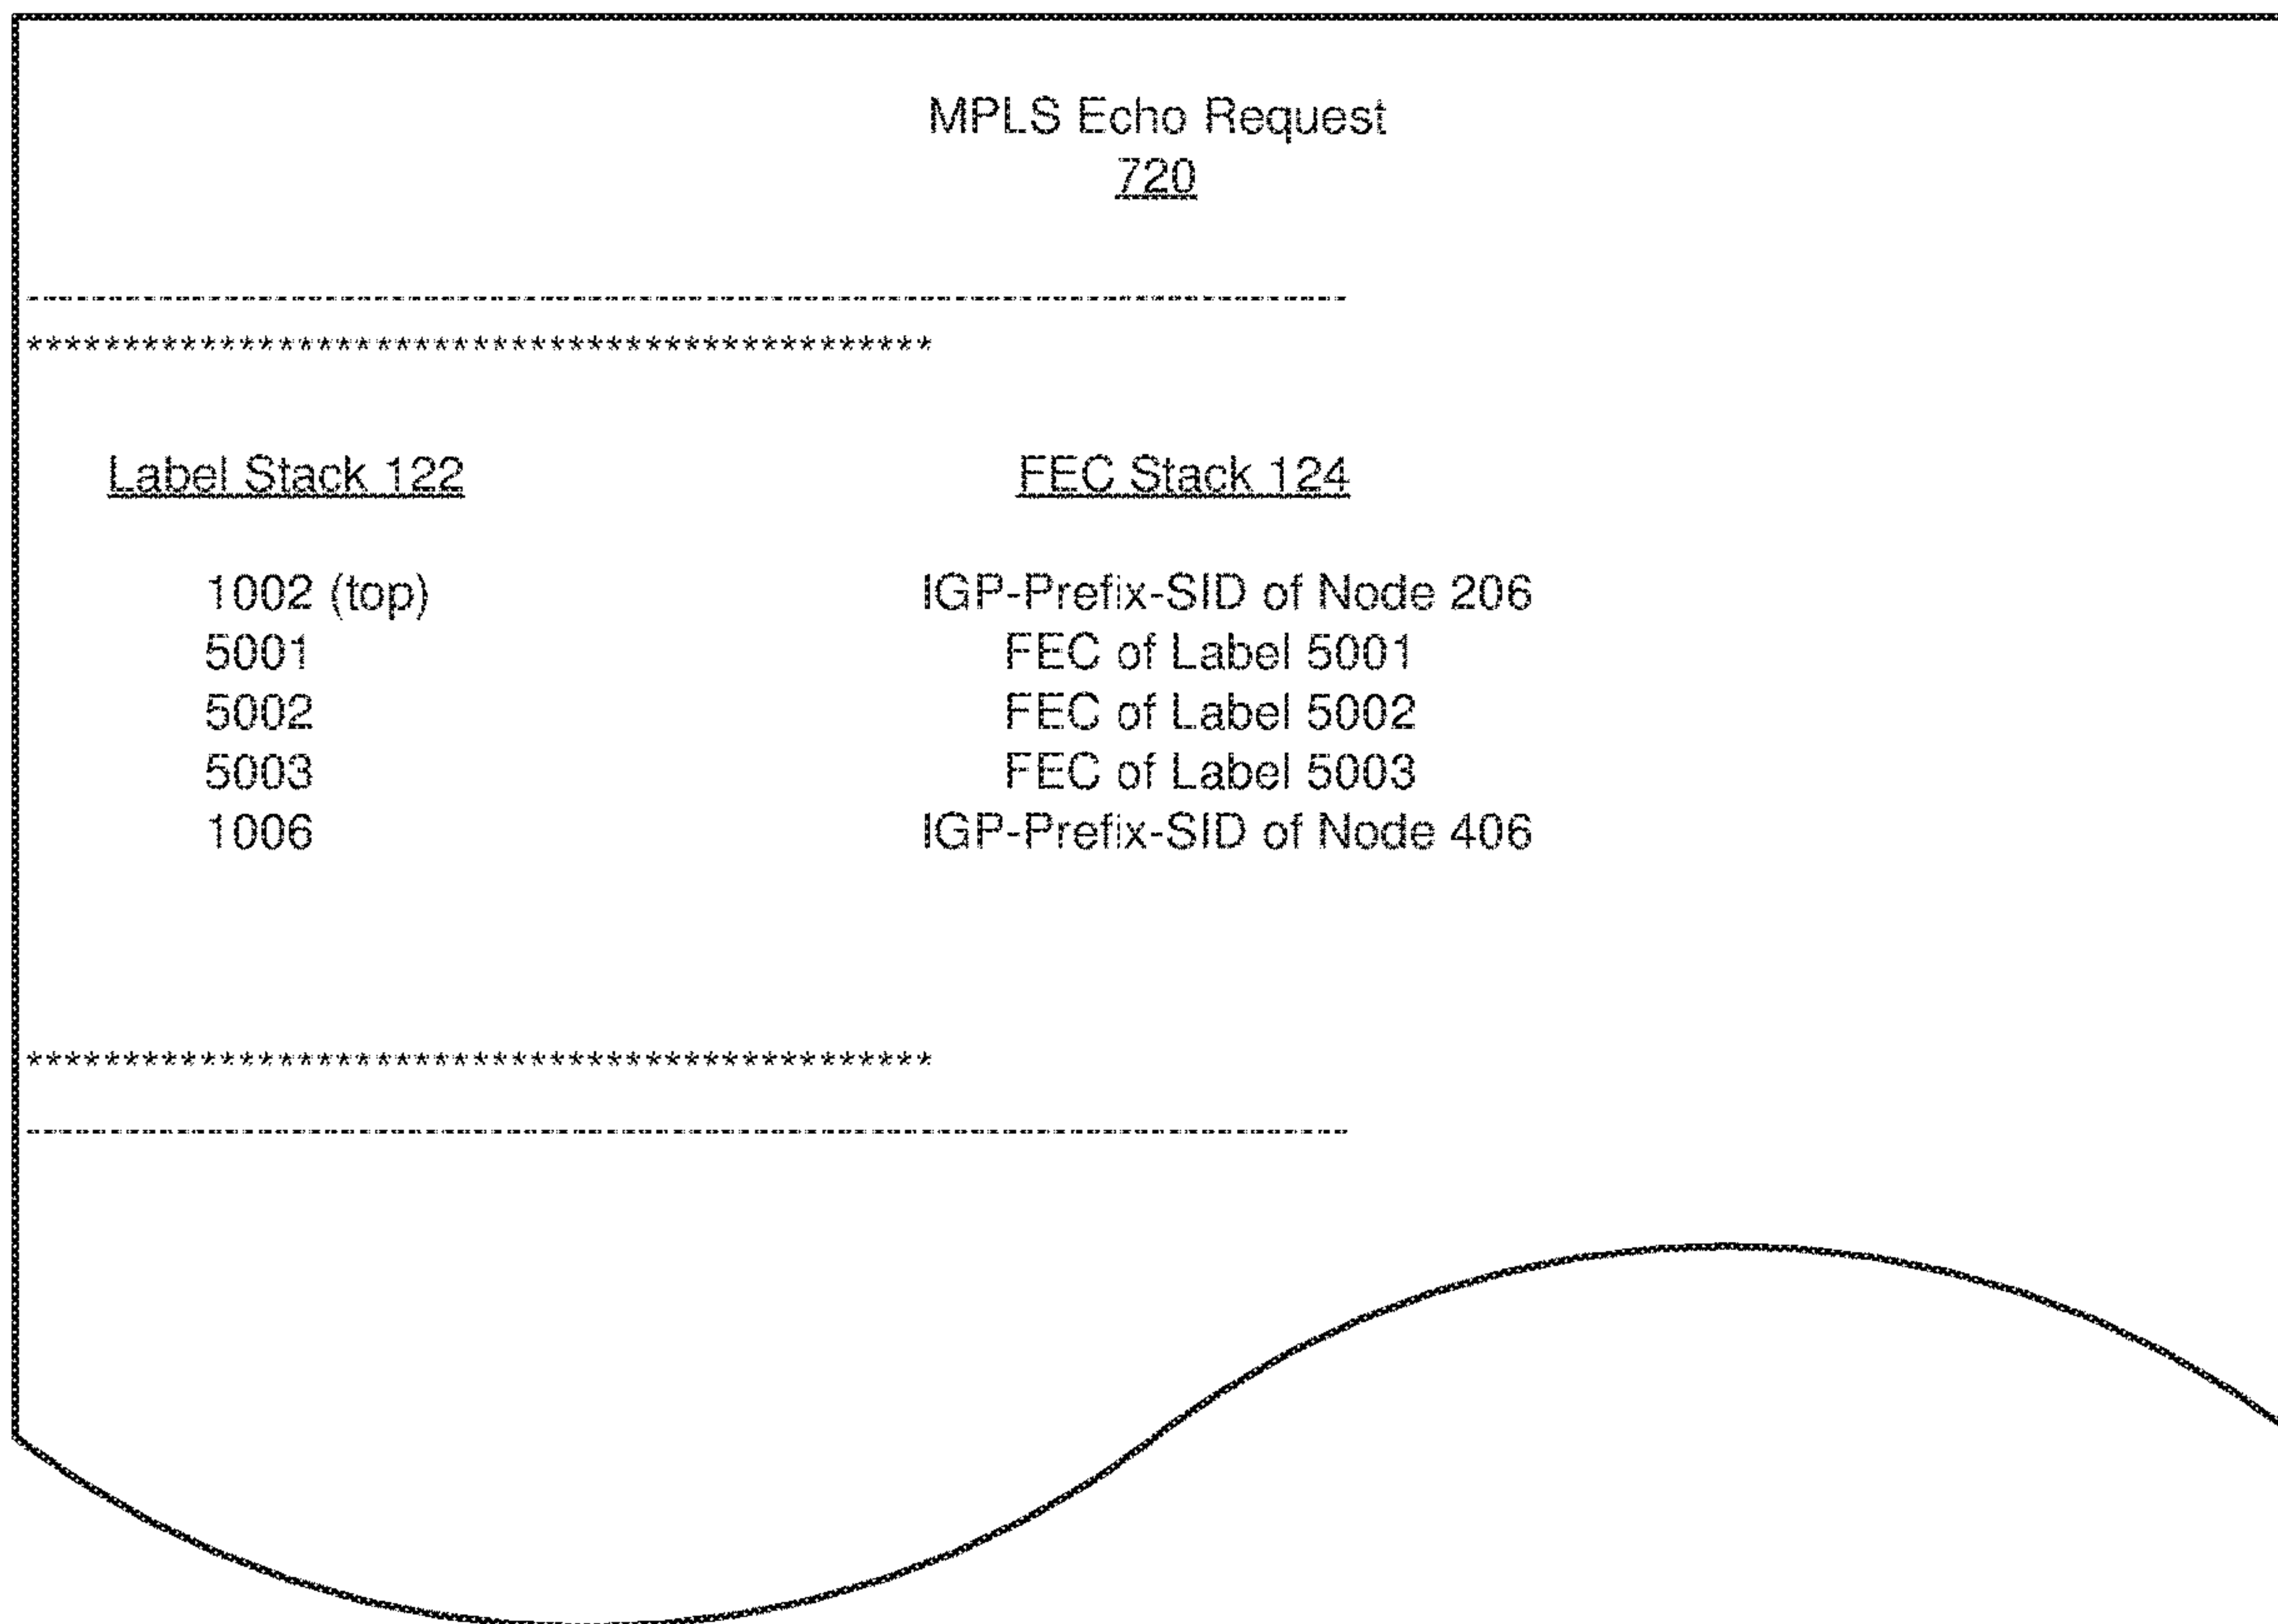 MPLS Echo Request
720
Label Stack 122 FEC Stack 124
1002 (top) IGP-Prefix-SID of Node 206
5001 FEC of Label 5001
5002 FEC of Label 5002
5003 FEC of Label 5003
1006 IGP-Prefix-SID of Node 406